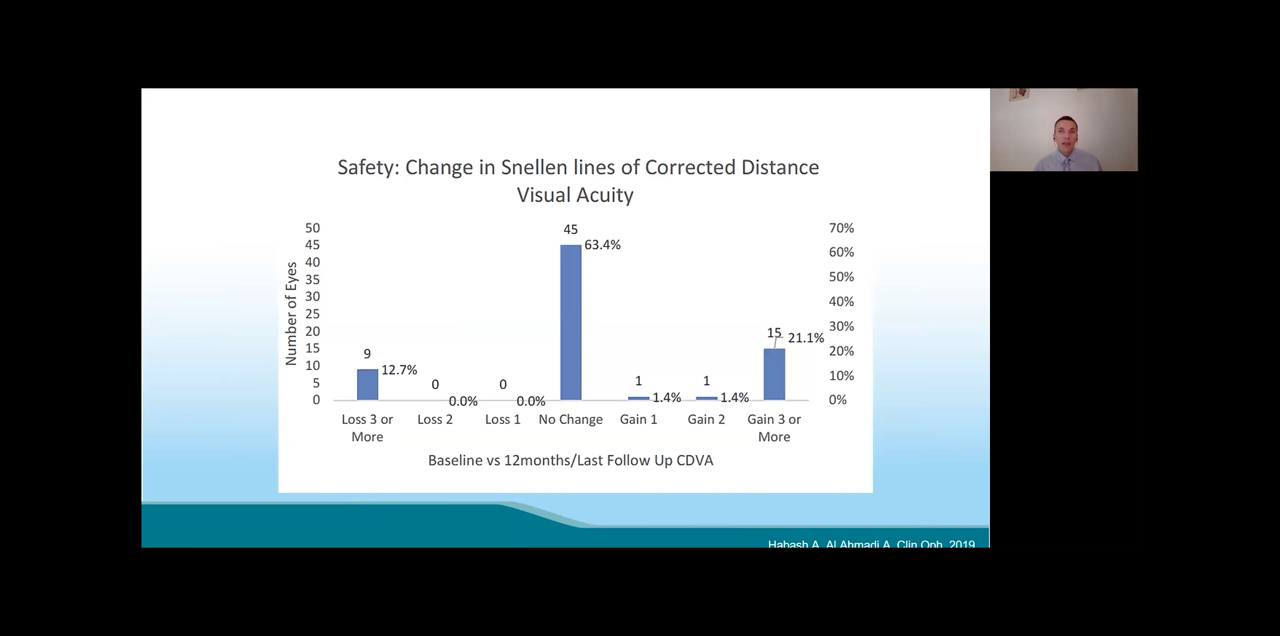 Safety: Change in Snellen lines of Corrected Distance
Visual Acuity
50
45
40
35
30
25
20
15
10
5
0
Number of Eyes
70%
60%
50%
40%
30%
20%
10%
0%
9
12.7%
0
0.0%
0
0.0%
45
63.4%
1
1.4%
1
1.4%
15
21.1%
Loss 3 or
More
Loss 2
Loss 1
No Change
Gain 1
Gain 2
Gain 3 or
More
Baseline vs 12months/Last Follow Up CDVA
Habash A, Al Ahmadi A. Clin Oph. 2019